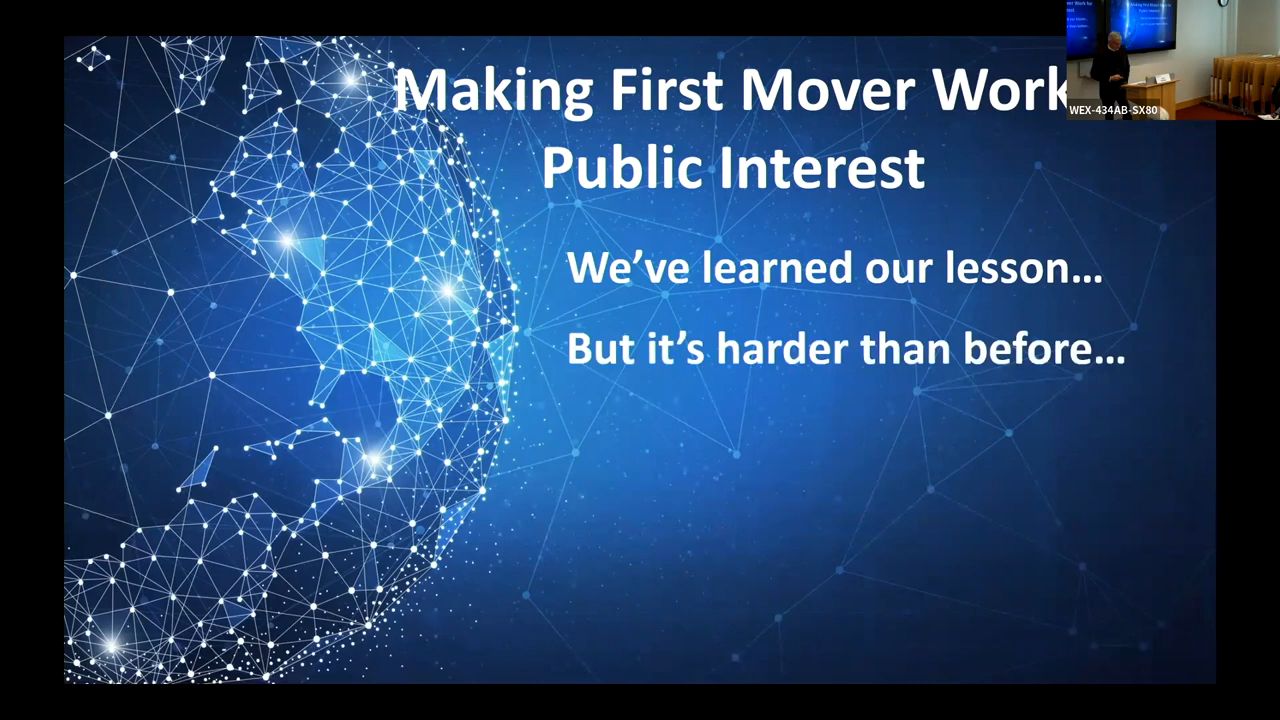 Making First Mover Work
Public Interest
We've learned our lesson…
But it's harder than before…
WEX-434AB-SX80